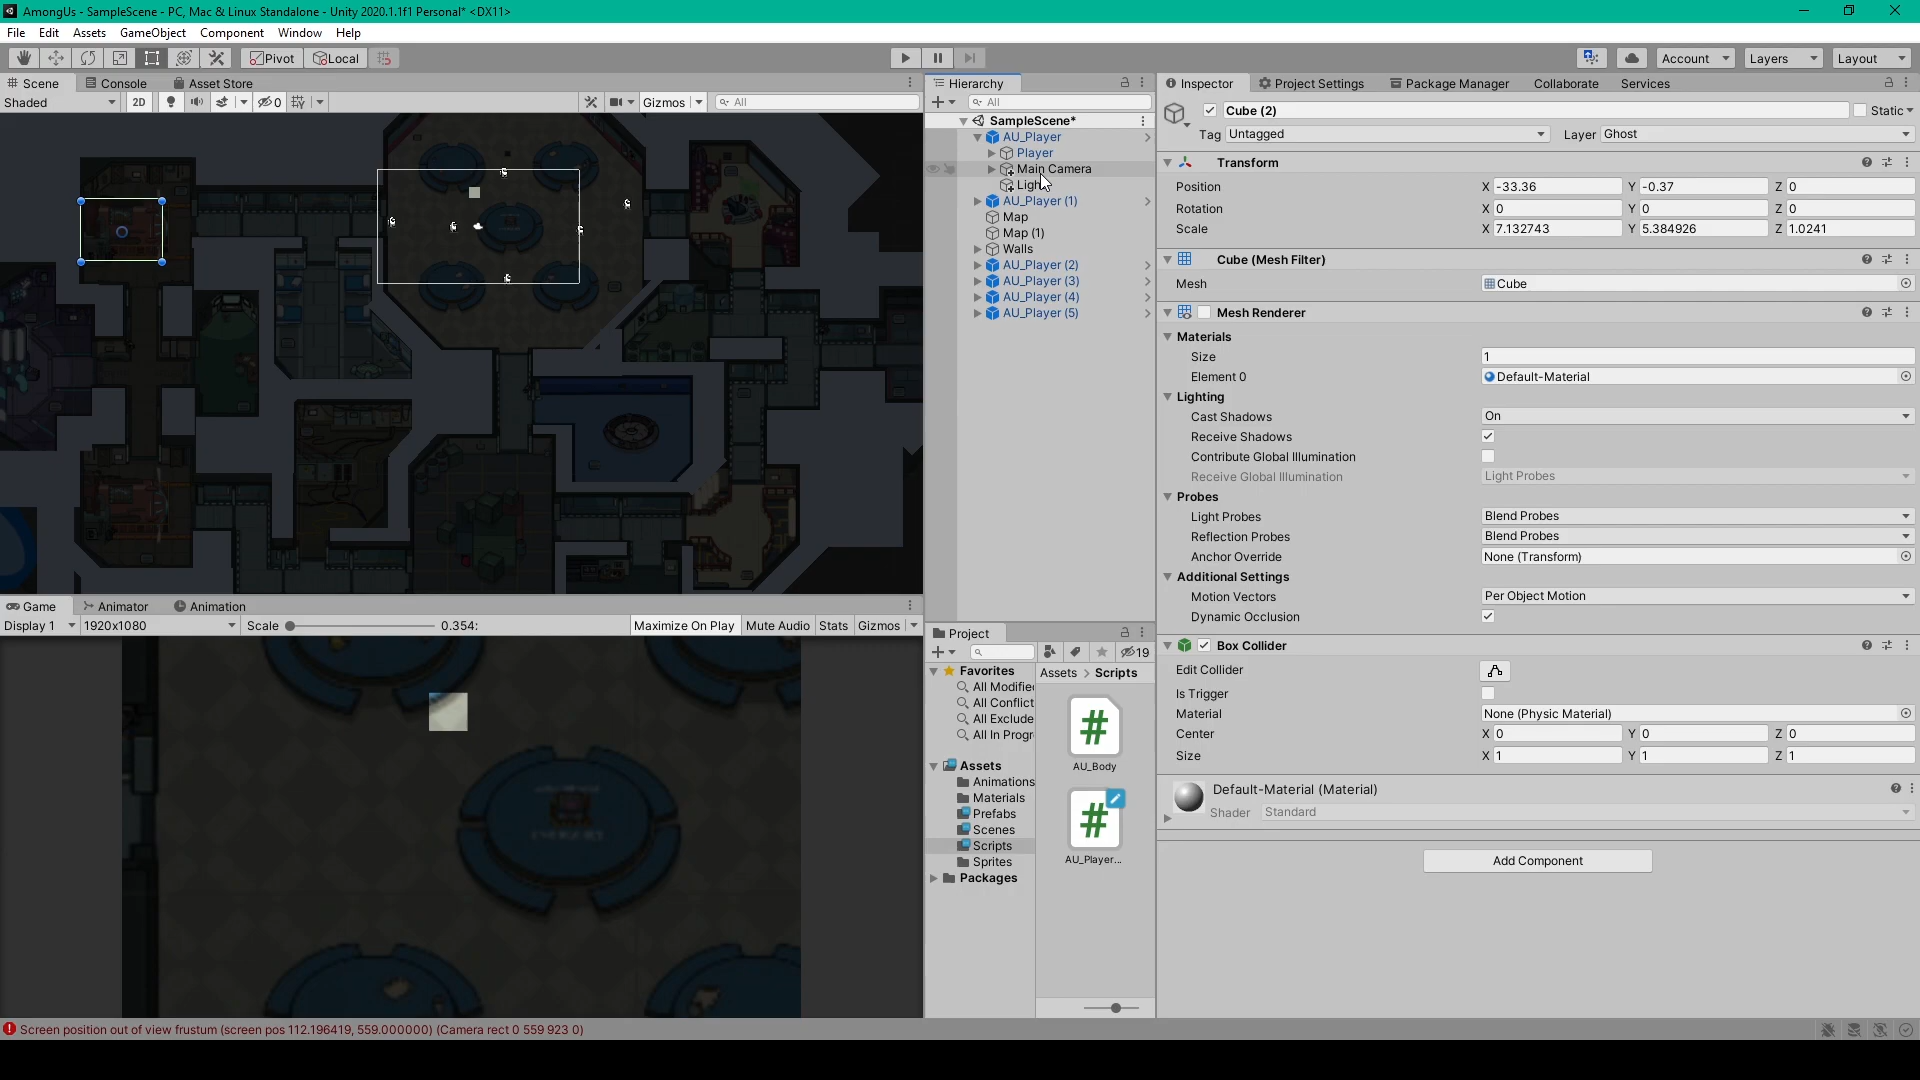 AmongUs - SampleScene - PC, Mac & Linux Standalone - Unity 2020.1.1f1 Personal* <DX11>
File Edit Assets GameObject Component Window Help
Pivot Local Account Layers Layout
Scene Console Asset Store
Shaded 2D 0 Gizmos All
Hierarchy
All
SampleScene*
AU_Player
Player
Main Camera
Light
AU_Player (1)
Map
Map (1)
Walls
AU_Player (2)
AU_Player (3)
AU_Player (4)
AU_Player (5)
Game Animator Animation
Display 1 1920x1080 Scale 0.354: Maximize On Play Mute Audio Stats Gizmos
Project
19
Favorites
All Modifie
All Conflict
All Exclude
All In Progr
Assets
Animations
Materials
Prefabs
Scenes
Scripts
Sprites
Packages
Assets > Scripts
AU_Body
AU_Player...
Inspector Project Settings Package Manager Collaborate Services
Cube (2) Static
Tag Untagged Layer Ghost
Transform
Position X -33.36 Y -0.37 Z 0
Rotation X 0 Y 0 Z 0
Scale X 7.132743 Y 5.384926 Z 1.0241
Cube (Mesh Filter)
Mesh Cube
Mesh Renderer
Materials
Size 1
Element 0 Default-Material
Lighting
Cast Shadows On
Receive Shadows
Contribute Global Illumination
Receive Global Illumination Light Probes
Probes
Light Probes Blend Probes
Reflection Probes Blend Probes
Anchor Override None (Transform)
Additional Settings
Motion Vectors Per Object Motion
Dynamic Occlusion
Box Collider
Edit Collider
Is Trigger
Material None (Physic Material)
Center X 0 Y 0 Z 0
Size X 1 Y 1 Z 1
Default-Material (Material)
Shader Standard
Add Component
Screen position out of view frustum (screen pos 112.196419, 559.000000) (Camera rect 0 559 923 0)